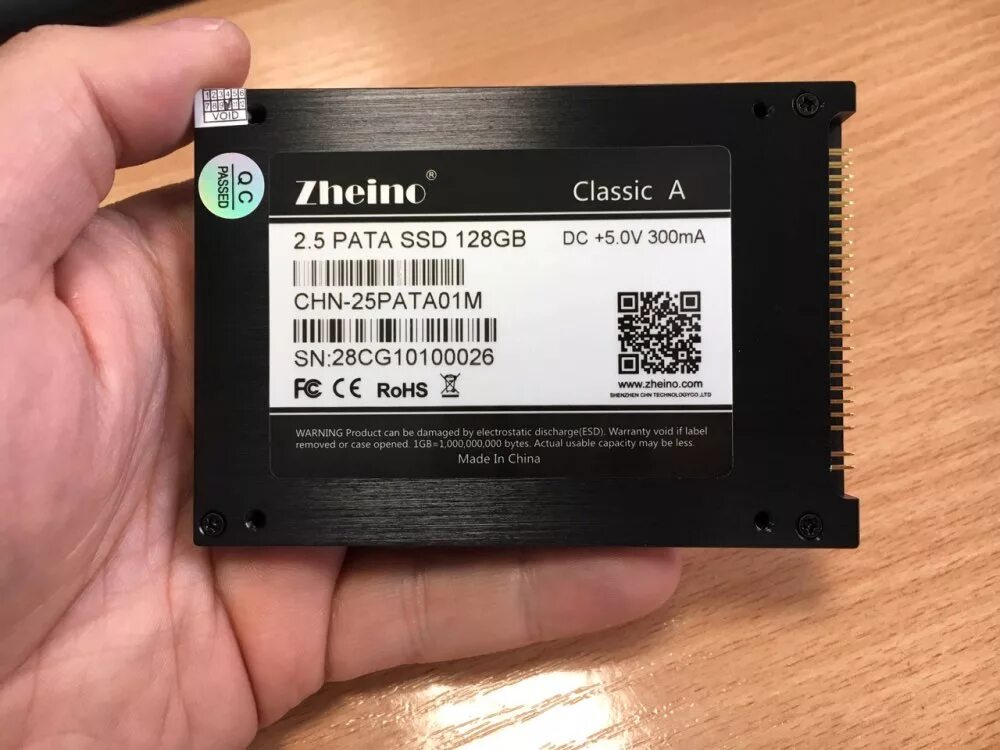 VOID
QC
PASSED
Zheino®
Classic A
2.5 PATA SSD 128GB
DC +5.0V 300mA
CHN-25PATA01M
SN:28CG10100026
FC CE RoHS
www.zheino.com
SHENZHEN CHN TECHNOLOGYCO.,LTD
WARNING Product can be damaged by electrostatic discharge(ESD). Warranty void if label
removed or case opened. 1GB=1,000,000,000 bytes. Actual usable capacity may be less.
Made In China